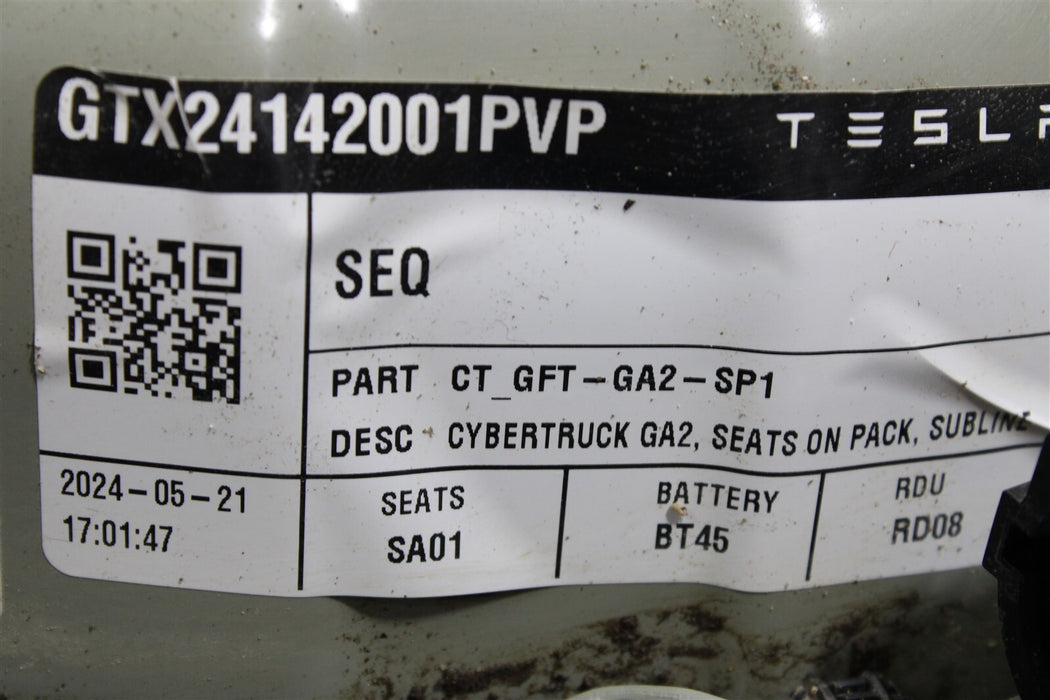 GTX24142001PVP TESLA
SEQ
PART CT_GFT-GA2-SP1
DESC CYBERTRUCK GA2, SEATS ON PACK, SUBLINE
2024-05-21
17:01:47
SEATS BATTERY RDU
SA01 BT45 RD08